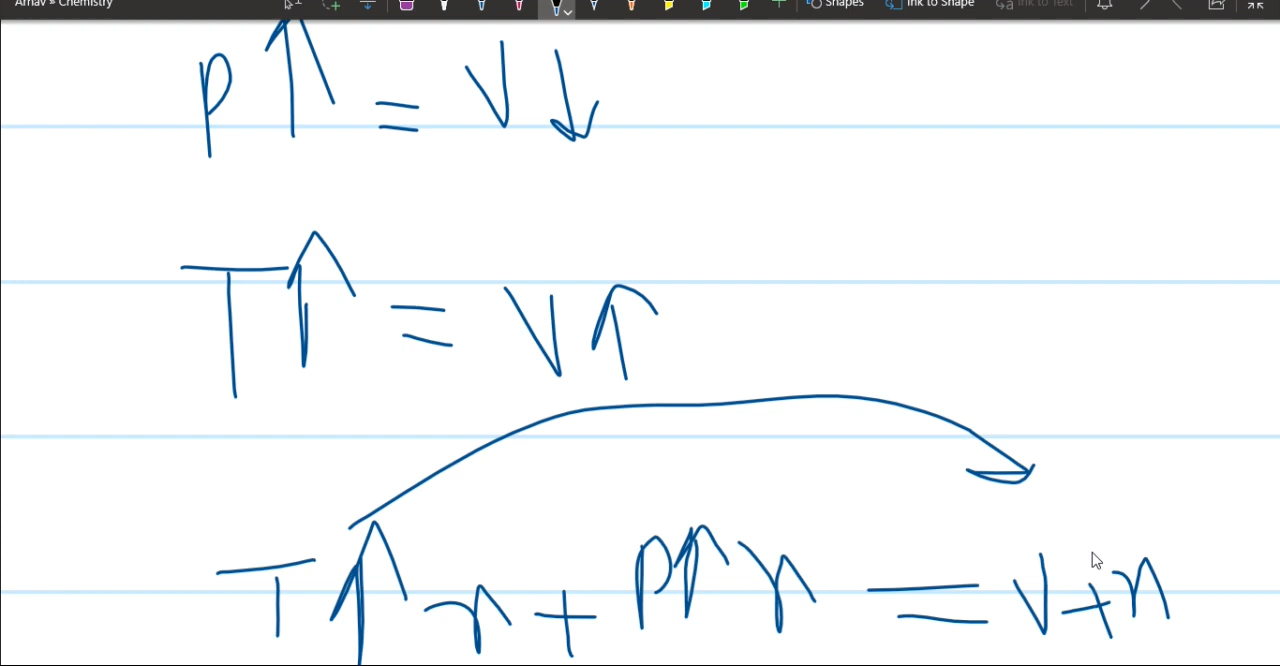 Arnav » Chemistry
Shapes
Ink to Shape
Ink to Text
P↑ = V↓
T↑ = V↑
T↑ n + P↑ n = V + n